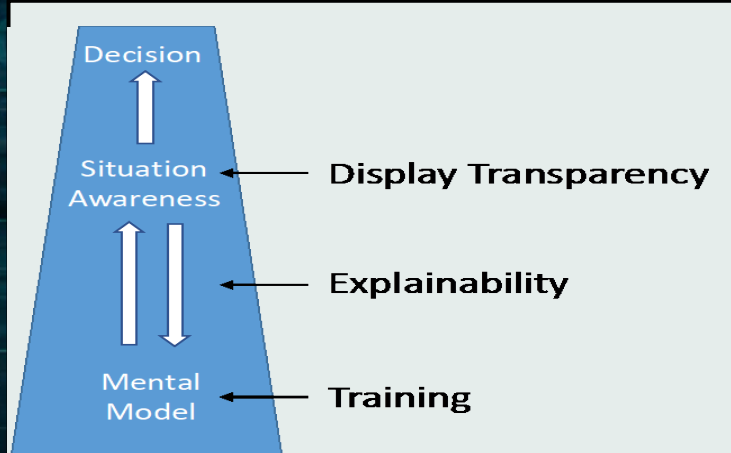 Decision
Situation
Awareness
Display Transparency
Explainability
Mental
Model
Training